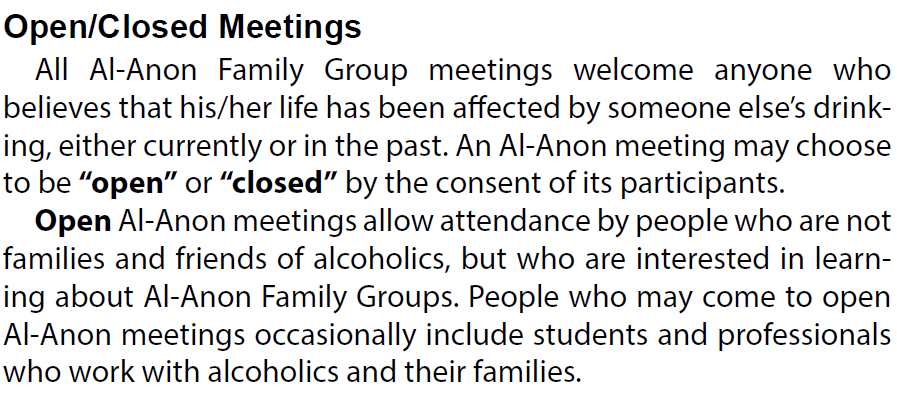 Open/Closed Meetings
All Al-Anon Family Group meetings welcome anyone who
believes that his/her life has been affected by someone else’s drink-
ing, either currently or in the past. An Al-Anon meeting may choose
to be “open” or “closed” by the consent of its participants.
Open Al-Anon meetings allow attendance by people who are not
families and friends of alcoholics, but who are interested in learn-
ing about Al-Anon Family Groups. People who may come to open
Al-Anon meetings occasionally include students and professionals
who work with alcoholics and their families.